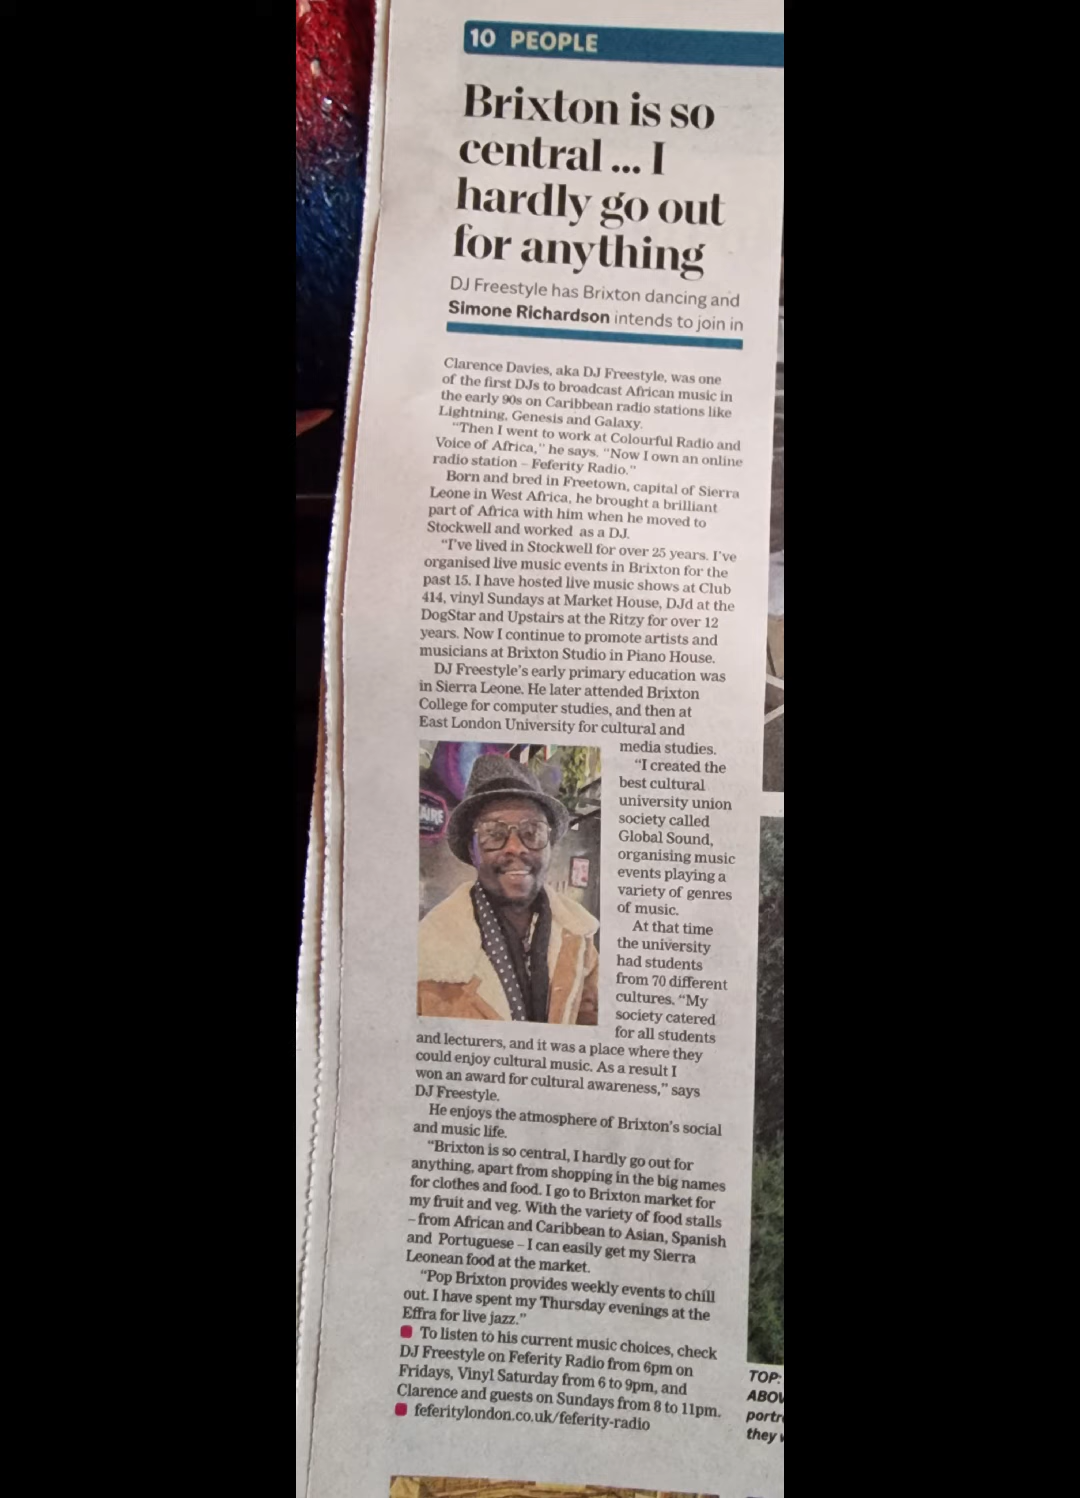 10 PEOPLE
Brixton is so
central ... I
hardly go out
for anything
DJ Freestyle has Brixton dancing and
Simone Richardson intends to join in
Clarence Davies, aka DJ Freestyle, was one
of the first DJs to broadcast African music in
the early 90s on Caribbean radio stations like
Lightning, Genesis and Galaxy.
"Then I went to work at Colourful Radio and
Voice of Africa," he says. "Now I own an online
radio station – Feferity Radio."
Born and bred in Freetown, capital of Sierra
Leone in West Africa, he brought a brilliant
part of Africa with him when he moved to
Stockwell and worked as a DJ.
"I've lived in Stockwell for over 25 years. I've
organised live music events in Brixton for the
past 15. I have hosted live music shows at Club
414, vinyl Sundays at Market House, DJd at the
DogStar and Upstairs at the Ritzy for over 12
years. Now I continue to promote artists and
musicians at Brixton Studio in Piano House.
DJ Freestyle's early primary education was
in Sierra Leone. He later attended Brixton
College for computer studies, and then at
East London University for cultural and
media studies.
"I created the
best cultural
university union
society called
Global Sound,
organising music
events playing a
variety of genres
of music.
At that time
the university
had students
from 70 different
cultures. "My
society catered
for all students
and lecturers, and it was a place where they
could enjoy cultural music. As a result I
won an award for cultural awareness," says
DJ Freestyle.
He enjoys the atmosphere of Brixton's social
and music life.
"Brixton is so central, I hardly go out for
anything, apart from shopping in the big names
for clothes and food. I go to Brixton market for
my fruit and veg. With the variety of food stalls
– from African and Caribbean to Asian, Spanish
and Portuguese – I can easily get my Sierra
Leonean food at the market.
"Pop Brixton provides weekly events to chill
out. I have spent my Thursday evenings at the
Effra for live jazz."
To listen to his current music choices, check
DJ Freestyle on Feferity Radio from 6pm on
Fridays, Vinyl Saturday from 6 to 9pm, and
Clarence and guests on Sundays from 8 to 11pm.
feferitylondon.co.uk/feferity-radio
TOP:
they